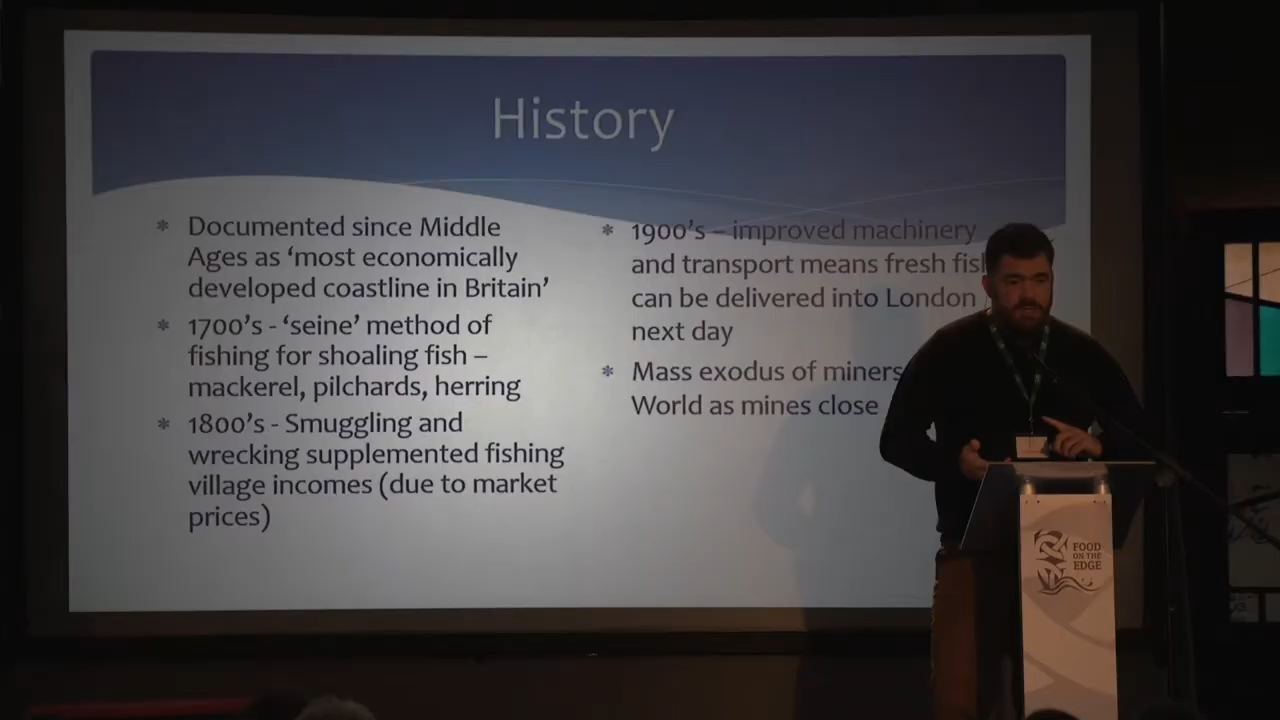 History
* Documented since Middle
Ages as ‘most economically
developed coastline in Britain’
* 1700’s - ‘seine’ method of
fishing for shoaling fish –
mackerel, pilchards, herring
* 1800’s - Smuggling and
wrecking supplemented fishing
village incomes (due to market
prices)
* 1900’s – improved machinery
and transport means fresh
can be delivered into London
next day
* Mass exodus of miners
World as mines close
FOOD
ON THE
EDGE